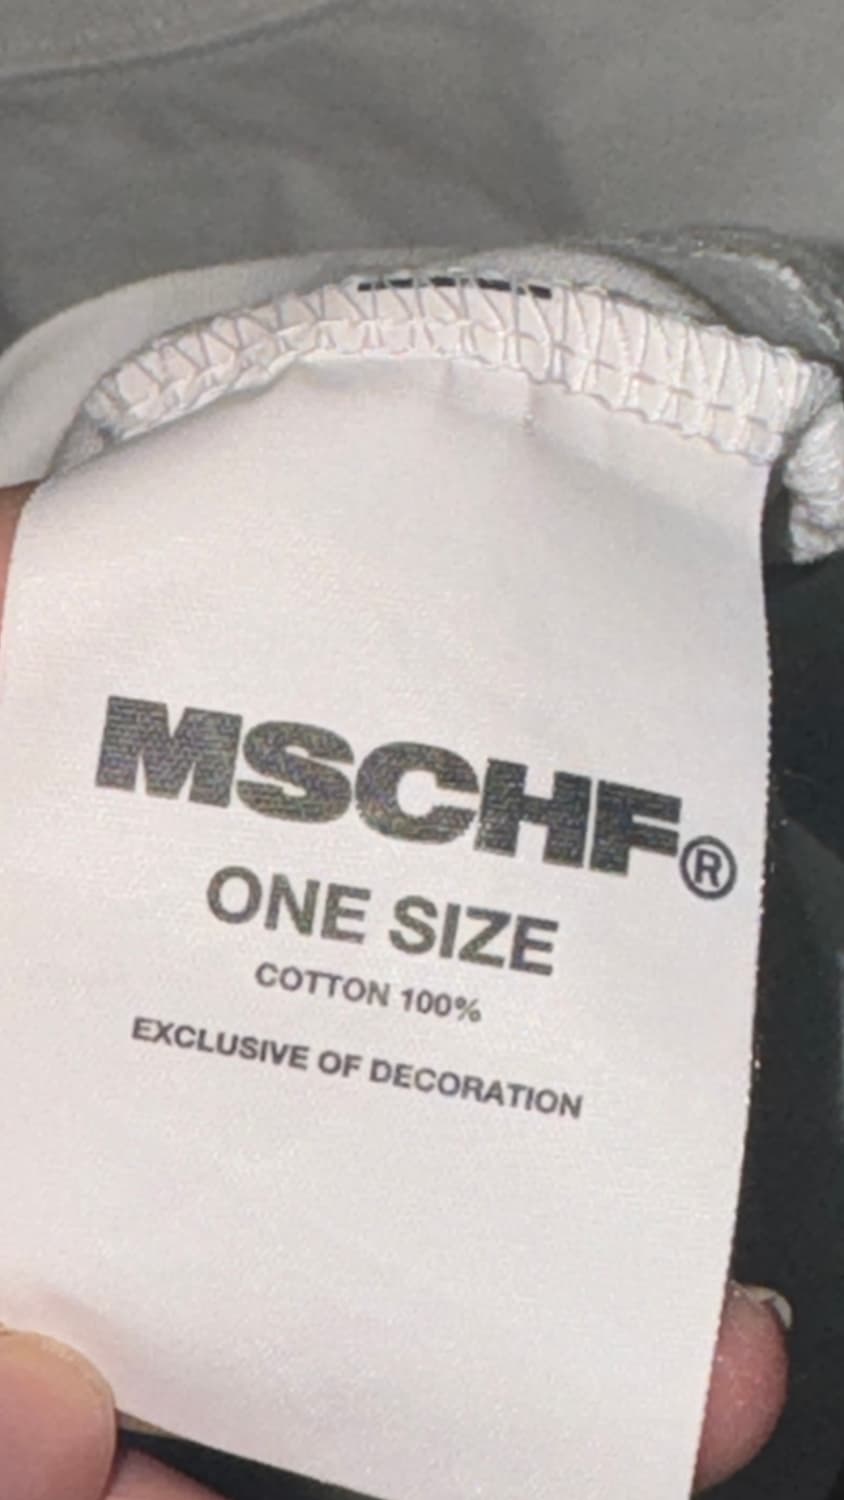 MSCHF®
ONE SIZE
COTTON 100%
EXCLUSIVE OF DECORATION